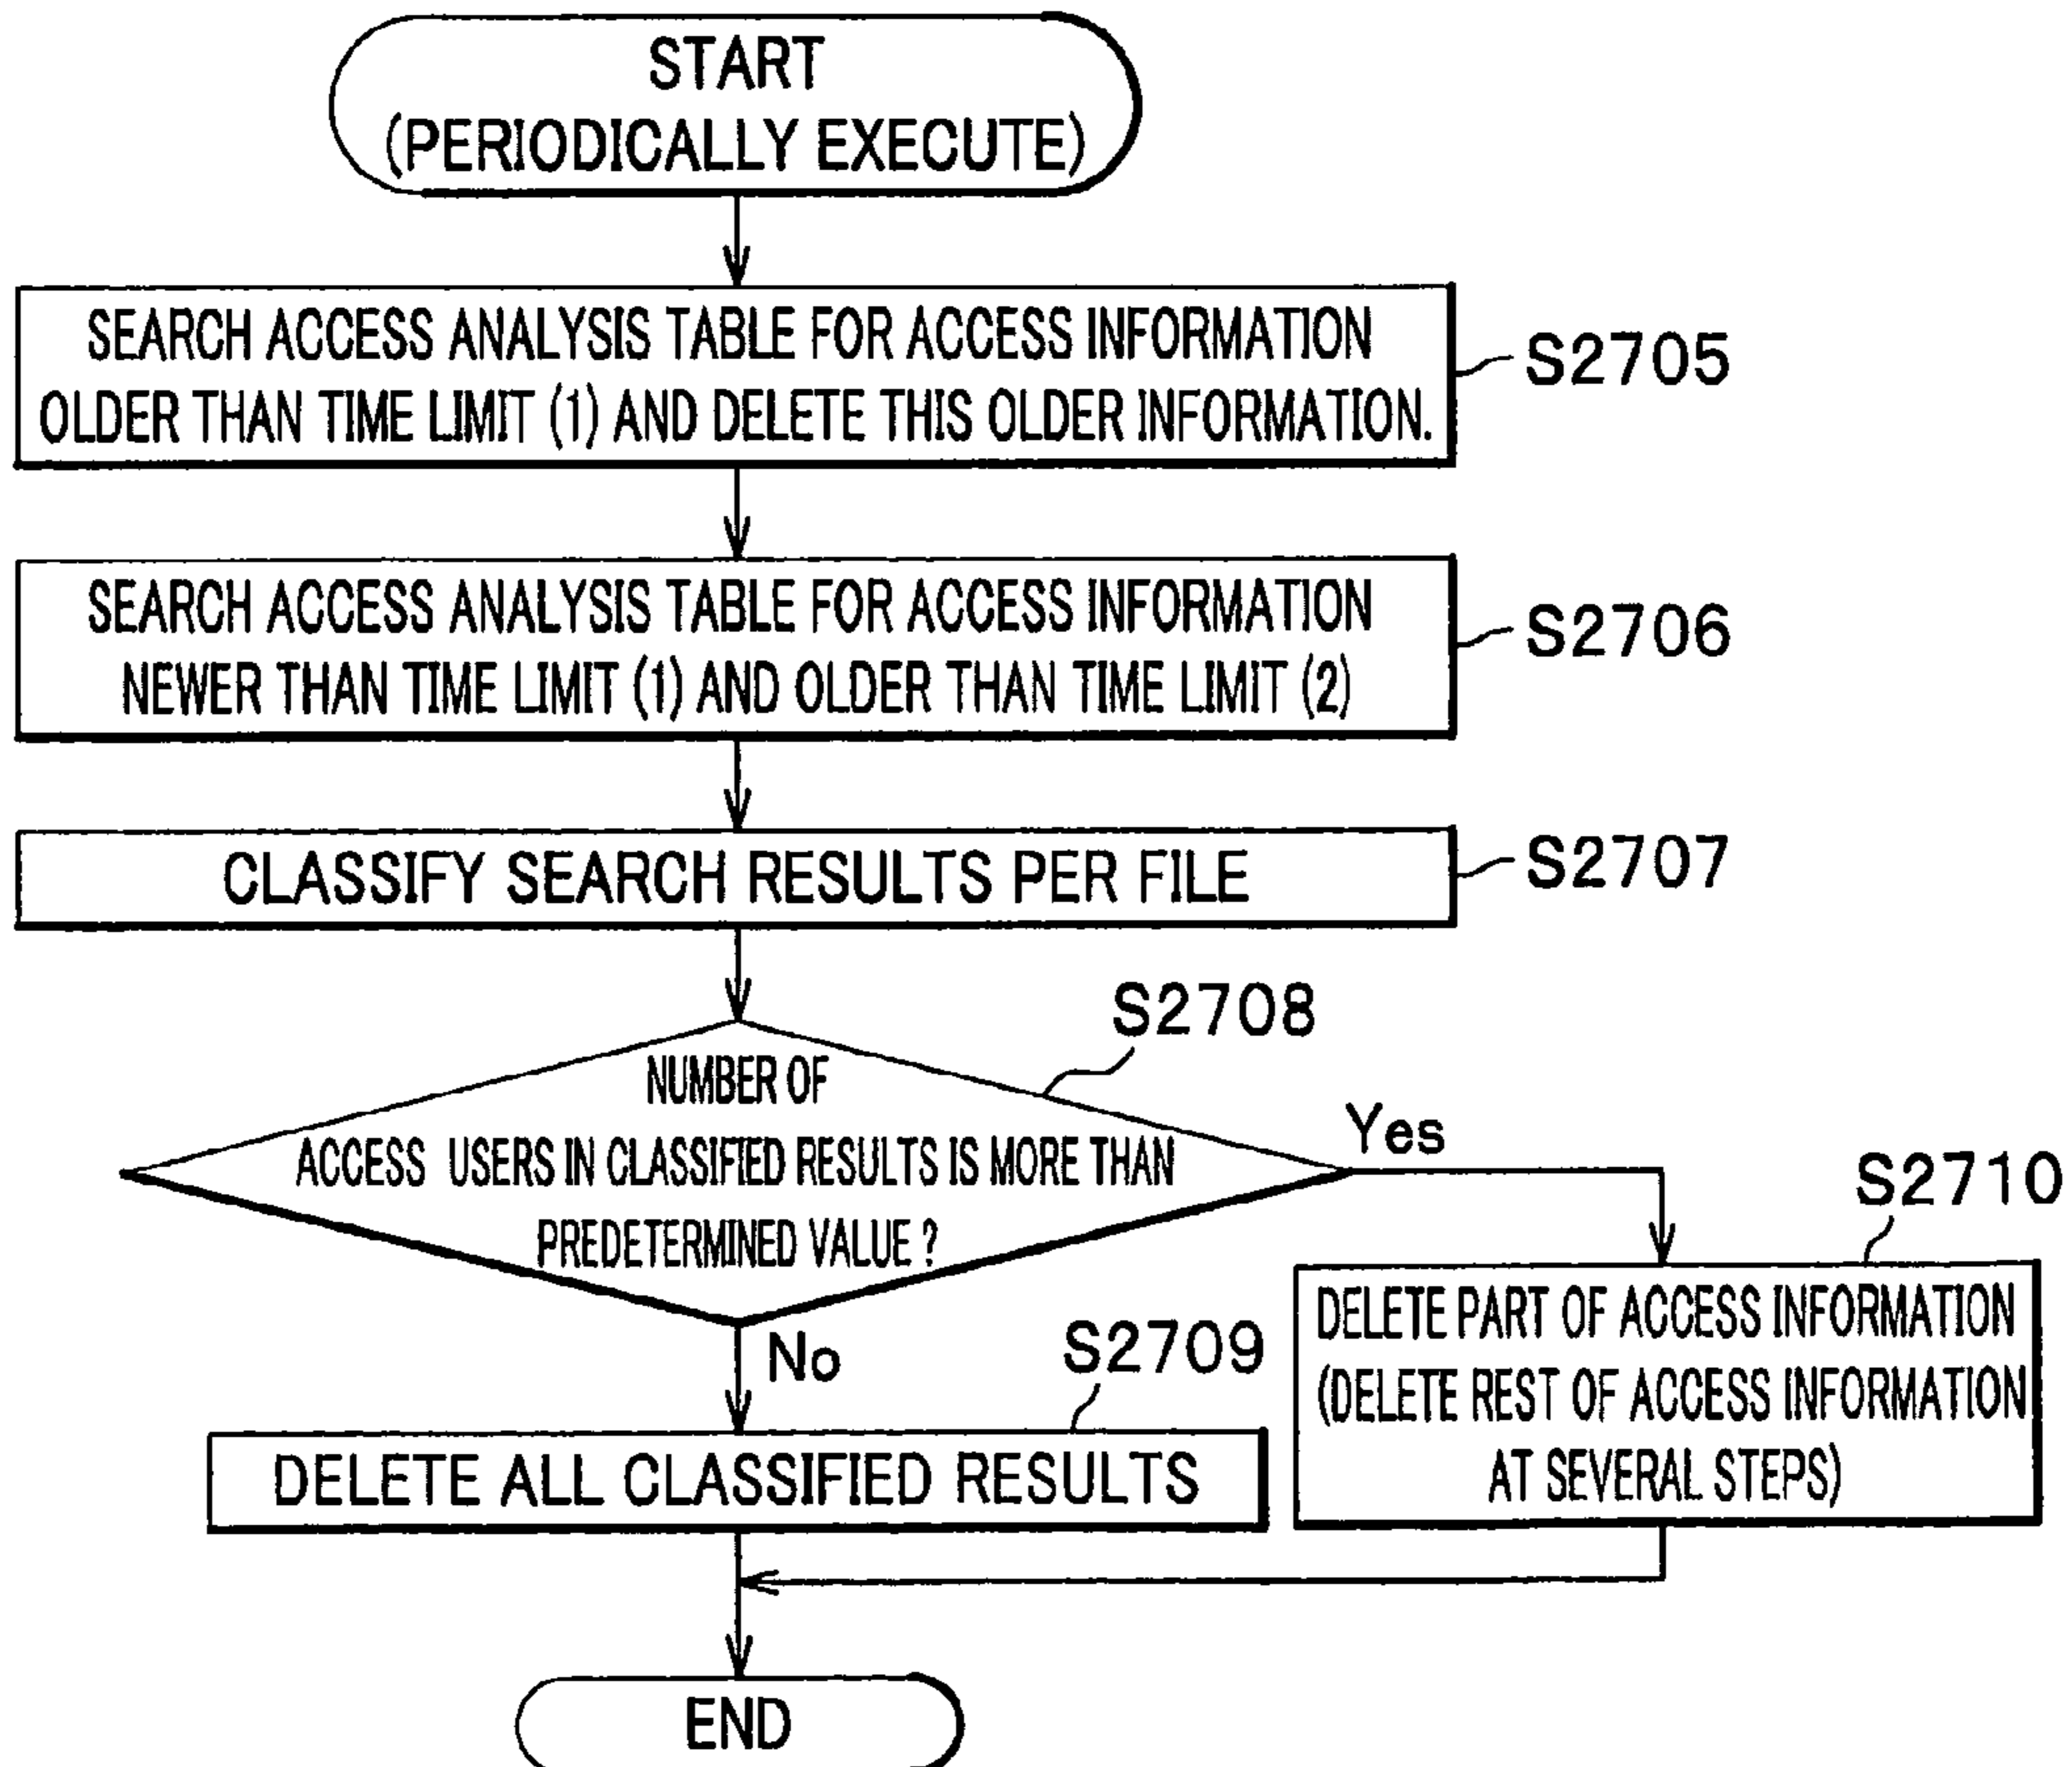 START
(PERIODICALLY EXECUTE)
SEARCH ACCESS ANALYSIS TABLE FOR ACCESS INFORMATION
OLDER THAN TIME LIMIT (1) AND DELETE THIS OLDER INFORMATION.
S2705
SEARCH ACCESS ANALYSIS TABLE FOR ACCESS INFORMATION
NEWER THAN TIME LIMIT (1) AND OLDER THAN TIME LIMIT (2)
S2706
CLASSIFY SEARCH RESULTS PER FILE
S2707
S2708
NUMBER OF
ACCESS USERS IN CLASSIFIED RESULTS IS MORE THAN
PREDETERMINED VALUE ?
Yes
S2710
DELETE PART OF ACCESS INFORMATION
(DELETE REST OF ACCESS INFORMATION
AT SEVERAL STEPS)
No
S2709
DELETE ALL CLASSIFIED RESULTS
END